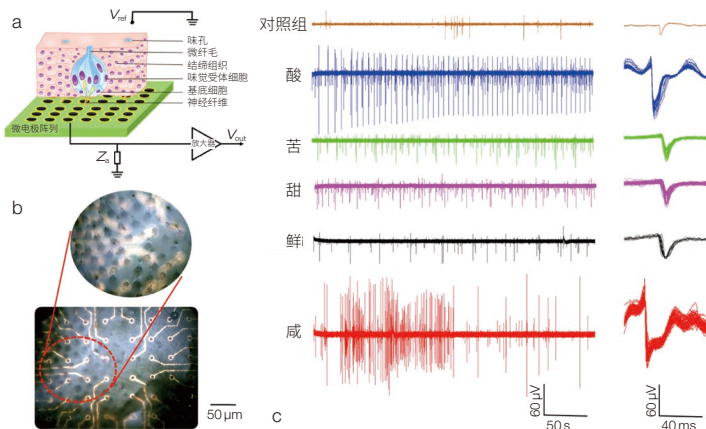 a
V_ref
味孔
微纤毛
结缔组织
味觉受体细胞
基底细胞
神经纤维
微电极阵列
放大器
V_out
Z_a
b
50 μm
对照组
酸
苦
甜
鲜
咸
60 μV
50 s
60 μV
40 ms
c